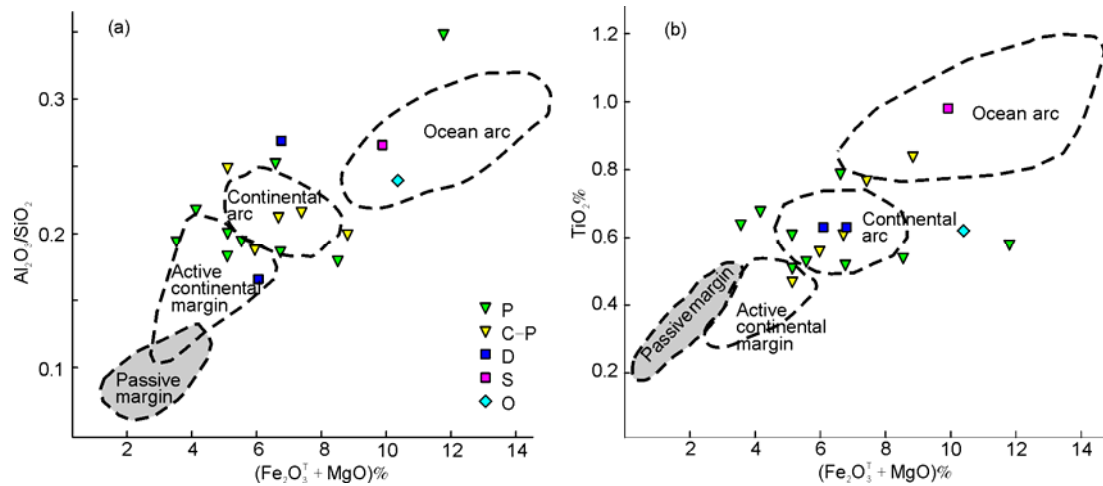 (a)
0.3
0.2
0.1
Al₂O₃/SiO₂
Ocean arc
Continental
arc
Active
continental
margin
Passive
margin
P
C-P
D
S
O
2 4 6 8 10 12 14
(Fe₂O₃ᵀ + MgO)%
(b)
1.2
1.0
0.8
0.6
0.4
0.2
TiO₂%
Ocean arc
Continental
arc
Passive margin
Active
continental
margin
2 4 6 8 10 12 14
(Fe₂O₃ᵀ + MgO)%